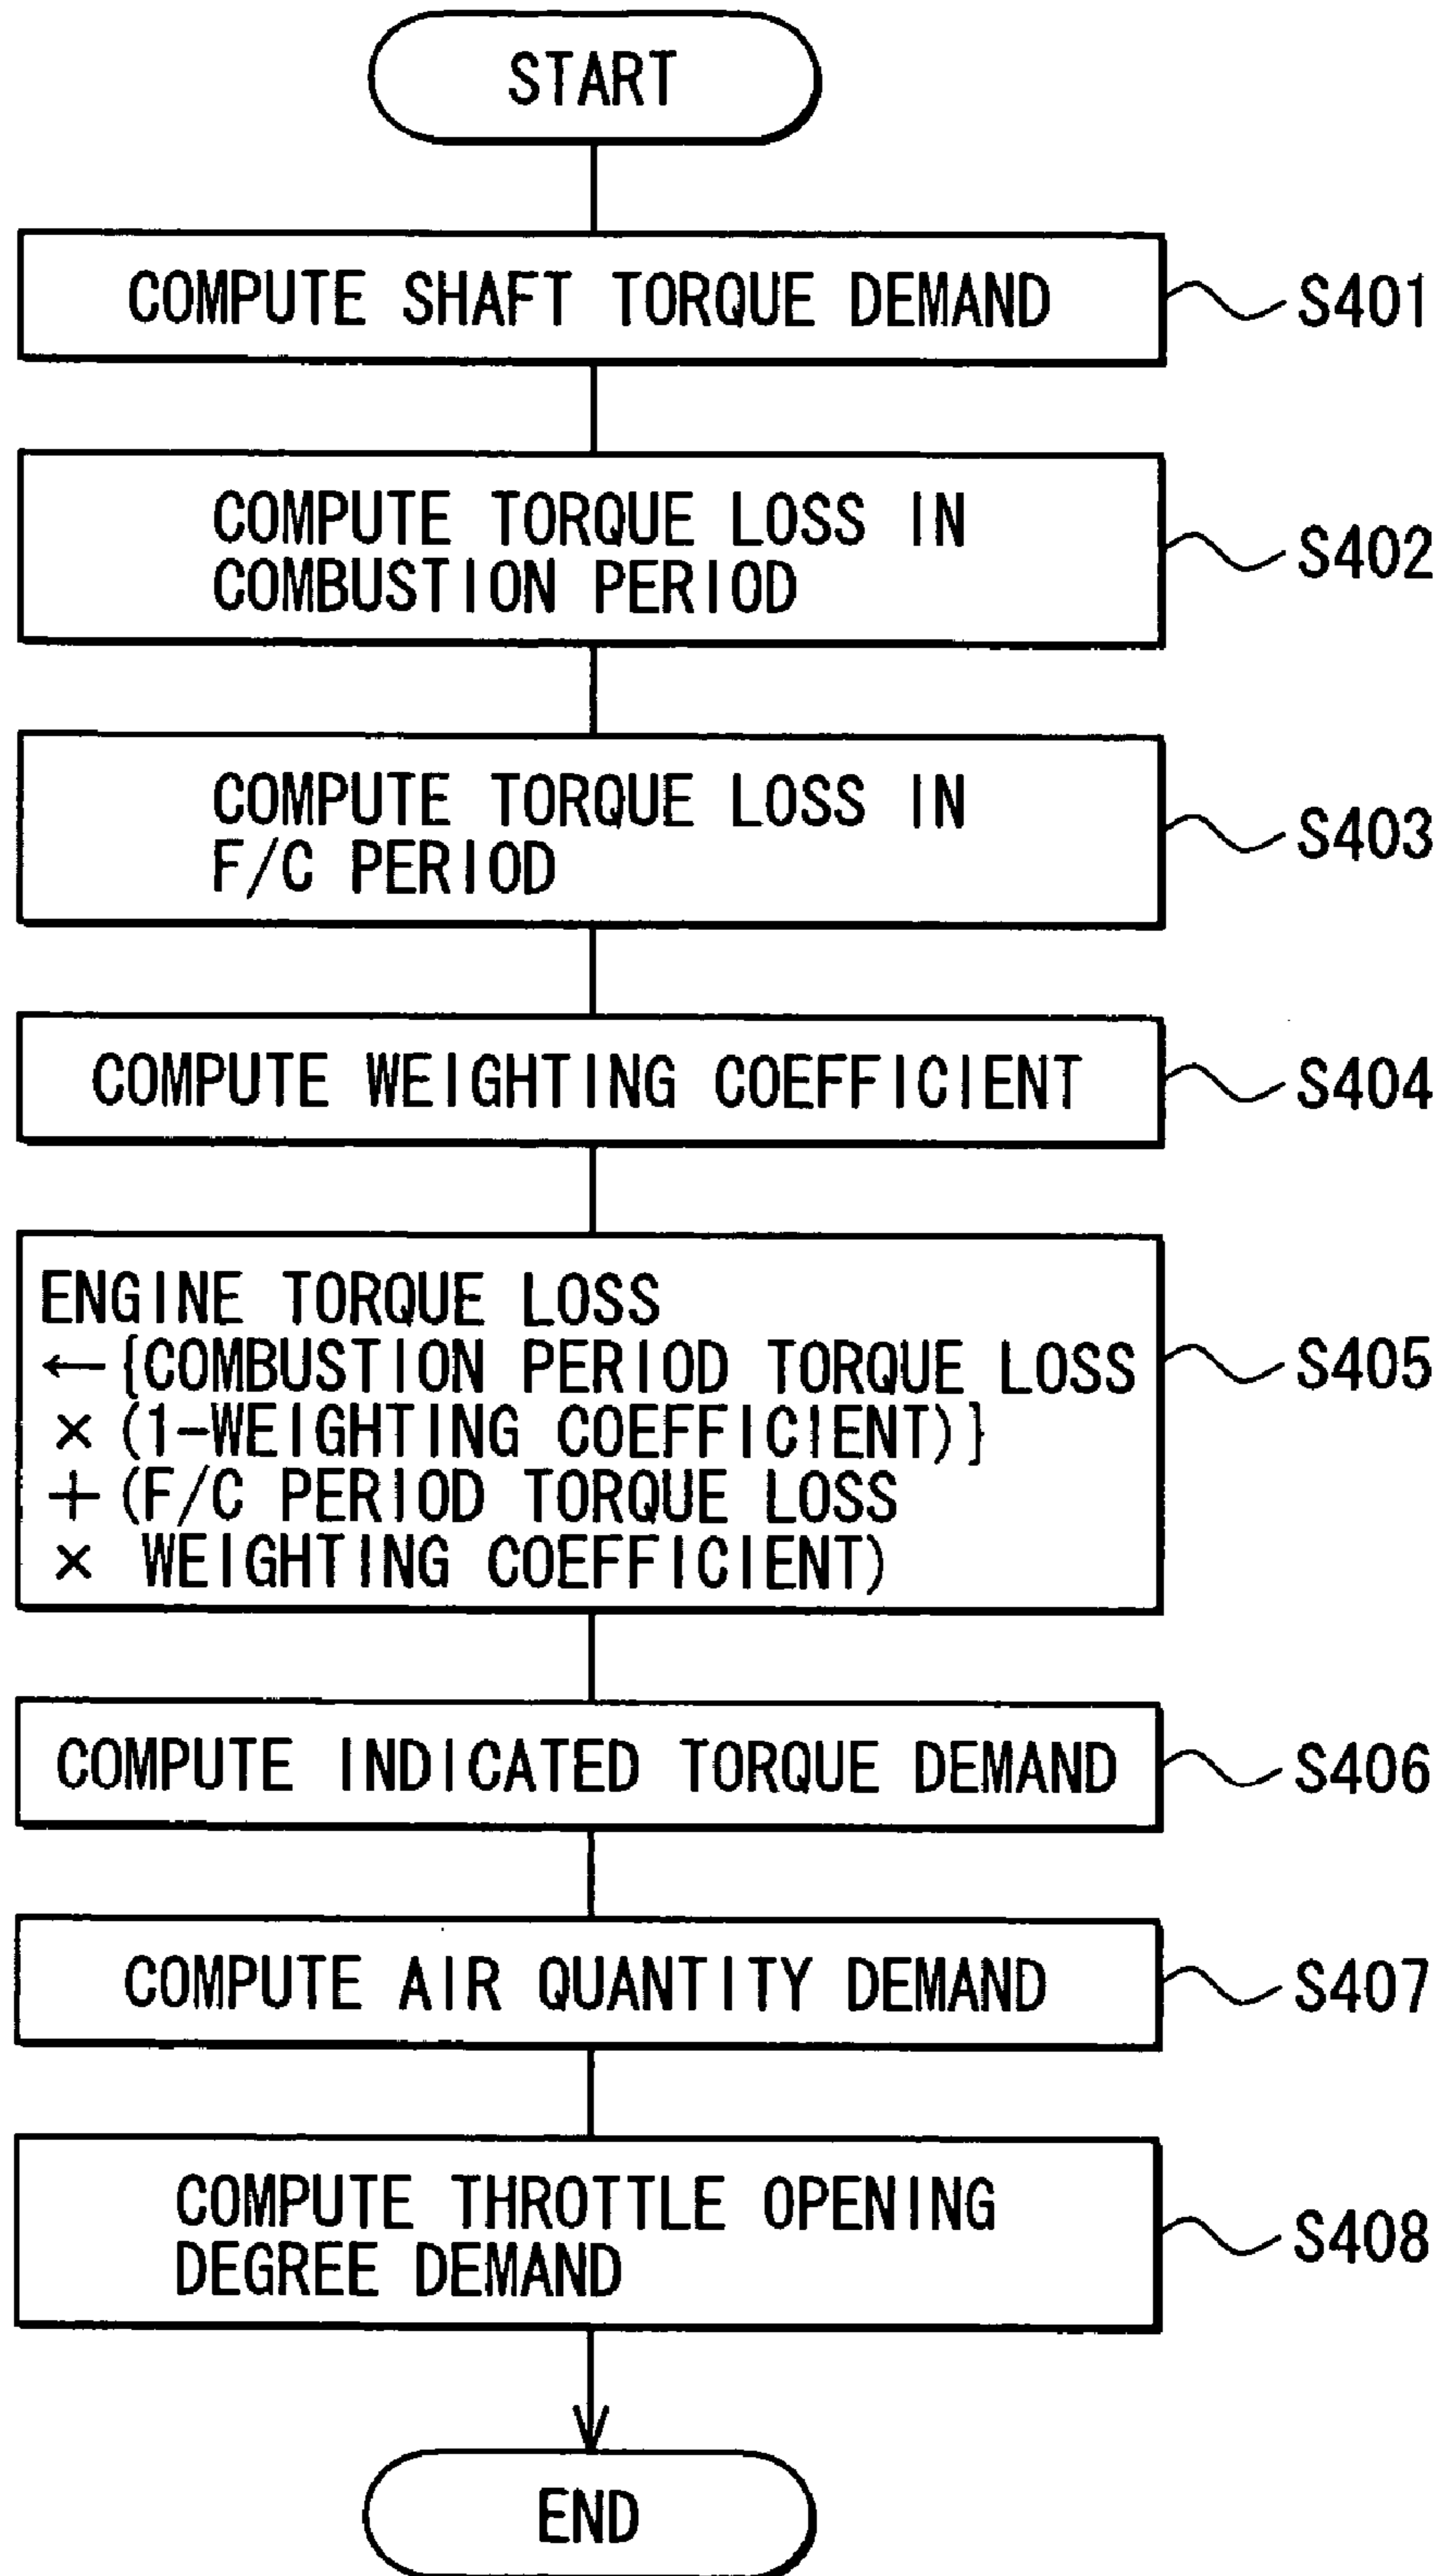 START
COMPUTE SHAFT TORQUE DEMAND
S401
COMPUTE TORQUE LOSS IN
COMBUSTION PERIOD
S402
COMPUTE TORQUE LOSS IN
F/C PERIOD
S403
COMPUTE WEIGHTING COEFFICIENT
S404
ENGINE TORQUE LOSS
←{COMBUSTION PERIOD TORQUE LOSS
×(1-WEIGHTING COEFFICIENT)}
+(F/C PERIOD TORQUE LOSS
× WEIGHTING COEFFICIENT)
S405
COMPUTE INDICATED TORQUE DEMAND
S406
COMPUTE AIR QUANTITY DEMAND
S407
COMPUTE THROTTLE OPENING
DEGREE DEMAND
S408
END